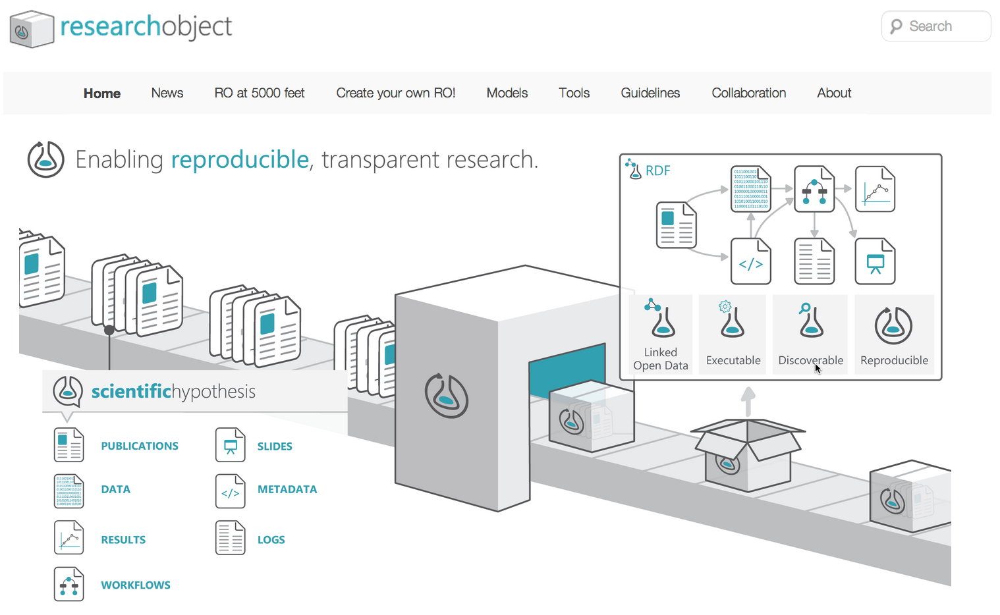 researchobject
Search
Home News RO at 5000 feet Create your own RO! Models Tools Guidelines Collaboration About
Enabling reproducible, transparent research.
RDF
</>
Linked
Open Data
Executable
Discoverable
Reproducible
scientifichypothesis
PUBLICATIONS
SLIDES
DATA
</>
METADATA
RESULTS
LOGS
WORKFLOWS